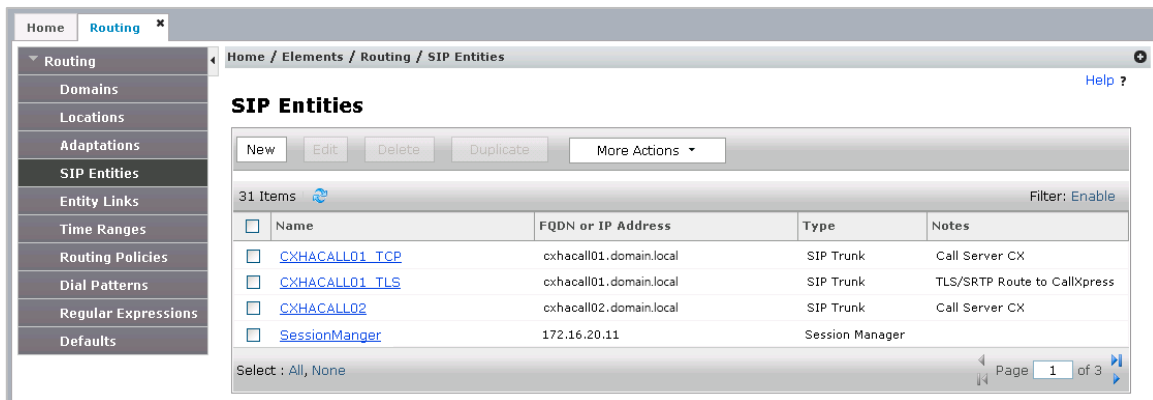 Home Routing ✖
Routing
Domains
Locations
Adaptations
SIP Entities
Entity Links
Time Ranges
Routing Policies
Dial Patterns
Regular Expressions
Defaults
Home / Elements / Routing / SIP Entities
Help ?
SIP Entities
New Edit Delete Duplicate More Actions
31 Items Filter: Enable
Name FQDN or IP Address Type Notes
CXHACALL01_TCP cxhacall01.domain.local SIP Trunk Call Server CX
CXHACALL01_TLS cxhacall01.domain.local SIP Trunk TLS/SRTP Route to CallXpress
CXHACALL02 cxhacall02.domain.local SIP Trunk Call Server CX
SessionManger 172.16.20.11 Session Manager
Select : All, None Page 1 of 3